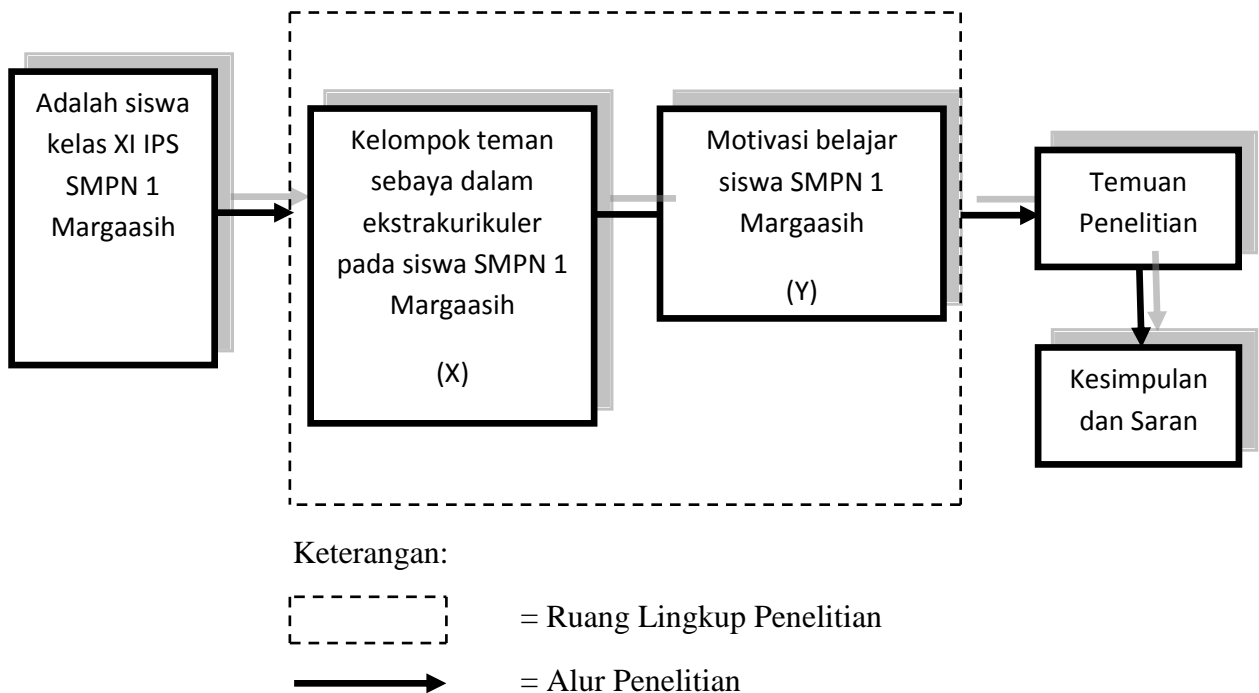 Adalah siswa
kelas XI IPS
SMPN 1
Margaasih
Kelompok teman
sebaya dalam
ekstrakurikuler
pada siswa SMPN 1
Margaasih
(X)
Motivasi belajar
siswa SMPN 1
Margaasih
(Y)
Temuan
Penelitian
Kesimpulan
dan Saran
Keterangan:
= Ruang Lingkup Penelitian
= Alur Penelitian